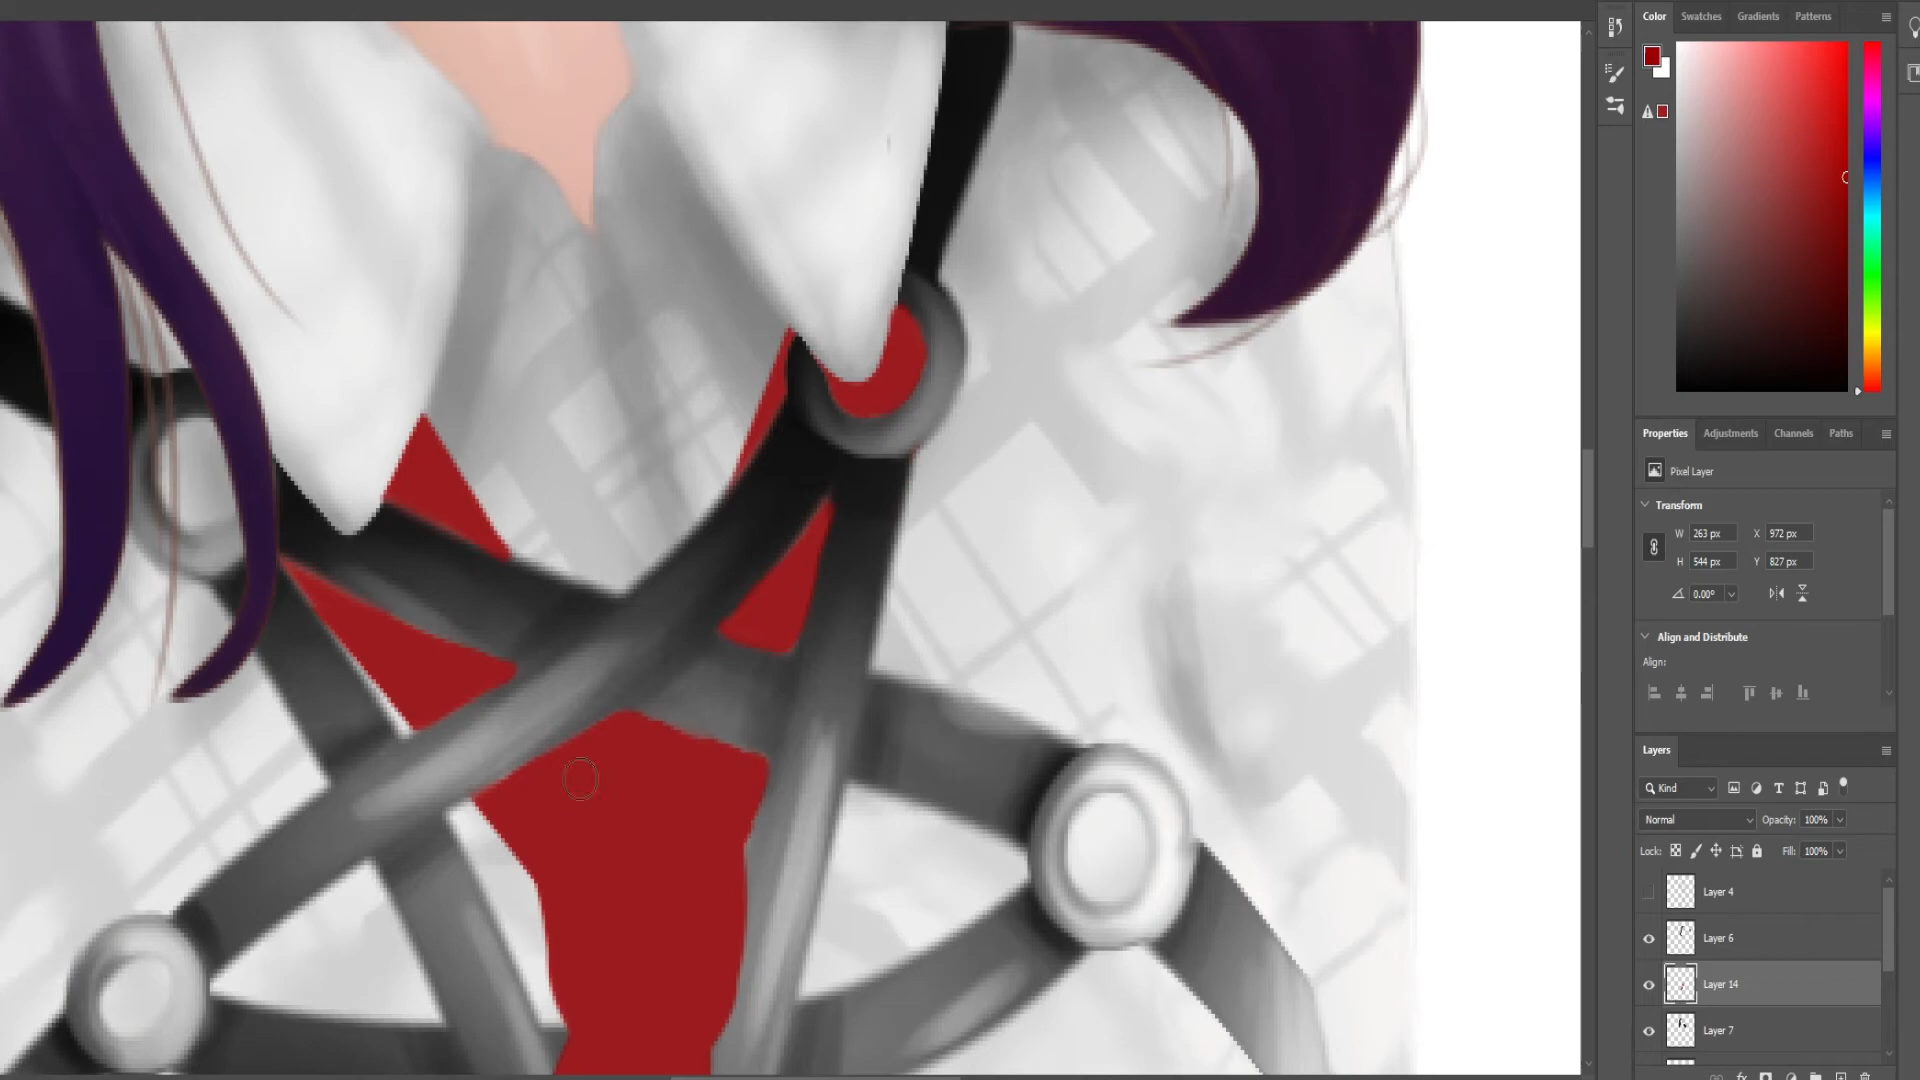 Color Swatches Gradients Patterns
Properties Adjustments Channels Paths
Pixel Layer
Transform
W 263 px X 972 px
H 544 px Y 827 px
0.00°
Align and Distribute
Align:
Layers
Kind
Normal Opacity: 100%
Lock: Fill: 100%
Layer 4
Layer 6
Layer 14
Layer 7
fx